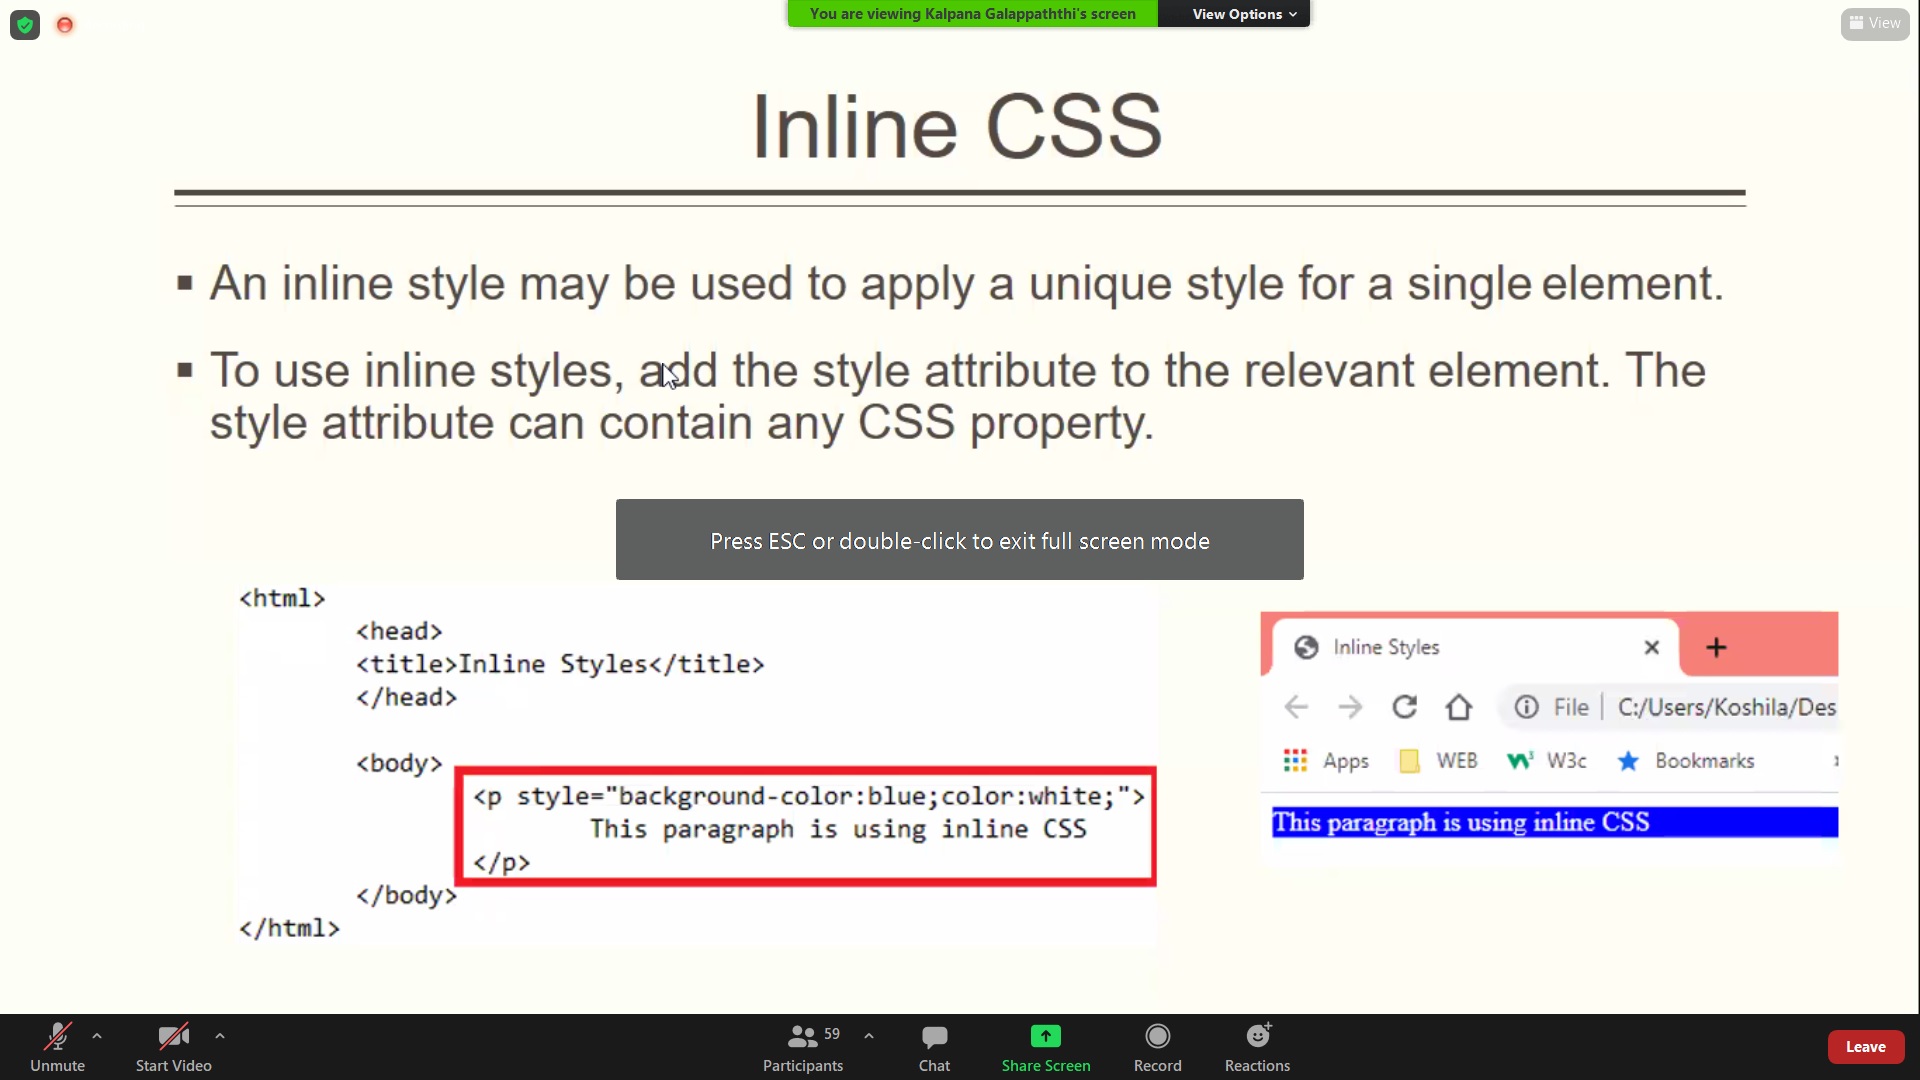 You are viewing Kalpana Galappaththi's screen View Options
View
Inline CSS
▪ An inline style may be used to apply a unique style for a single element.
▪ To use inline styles, add the style attribute to the relevant element. The
style attribute can contain any CSS property.
Press ESC or double-click to exit full screen mode
<html>
<head>
<title>Inline Styles</title>
</head>
<body>
<p style="background-color:blue;color:white;">
This paragraph is using inline CSS
</p>
</body>
</html>
Inline Styles
File | C:/Users/Koshila/Des
Apps WEB W3c Bookmarks
This paragraph is using inline CSS
Unmute Start Video 59 Participants Chat Share Screen Record Reactions Leave